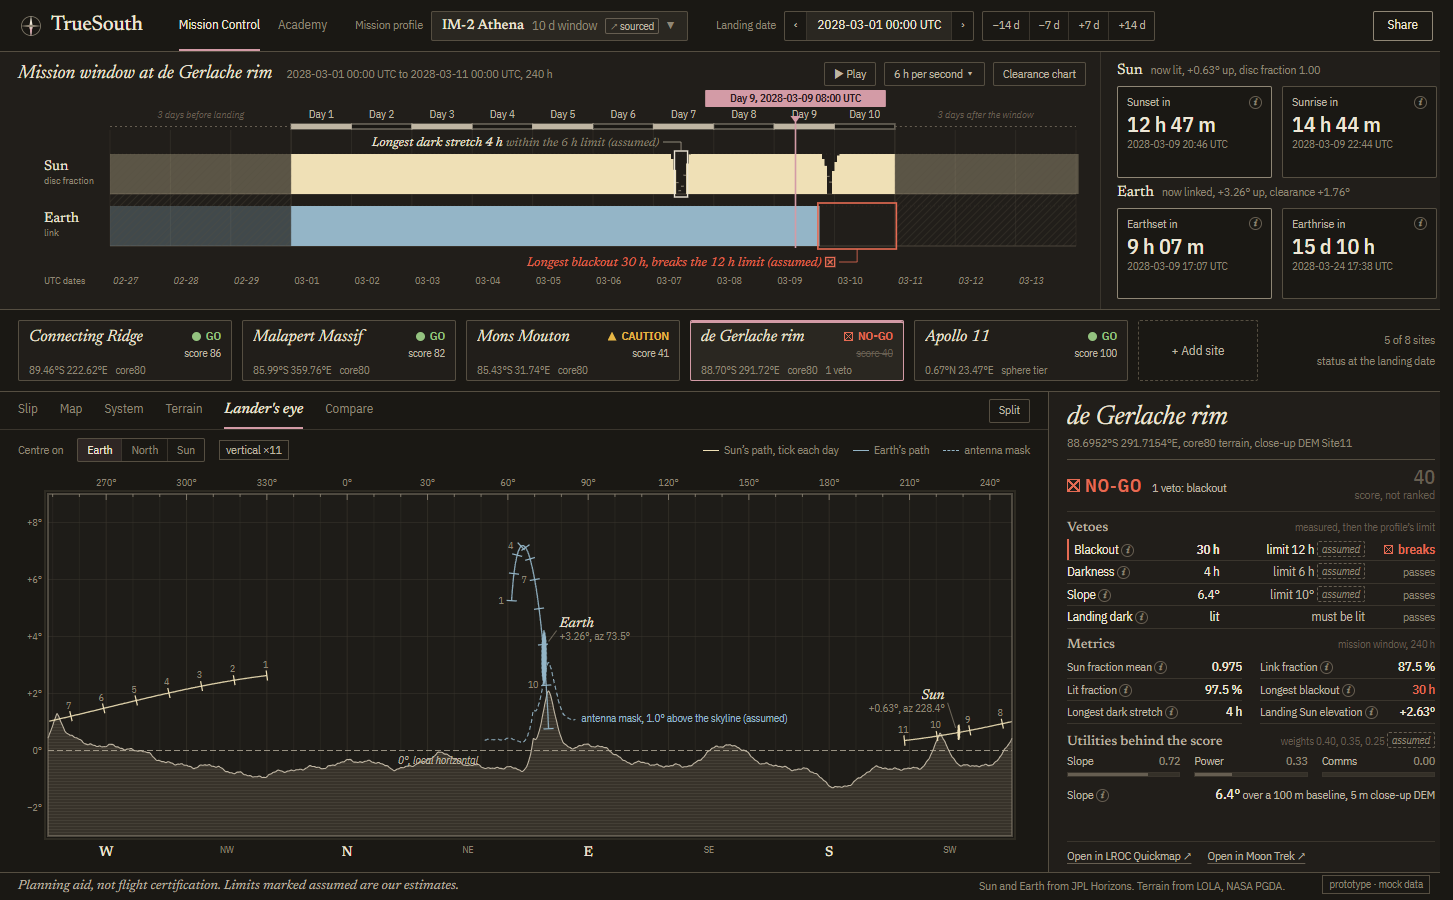 TrueSouth
Mission Control
Academy
Mission profile
IM-2 Athena 10 d window ↗ sourced ▼
Landing date
‹ 2028-03-01 00:00 UTC ›
−14 d −7 d +7 d +14 d
Share
Mission window at de Gerlache rim 2028-03-01 00:00 UTC to 2028-03-11 00:00 UTC, 240 h
▶ Play
6 h per second ▾
Clearance chart
Day 9, 2028-03-09 08:00 UTC
3 days before landing
Day 1 Day 2 Day 3 Day 4 Day 5 Day 6 Day 7 Day 8 Day 9 Day 10
3 days after the window
Longest dark stretch 4 h within the 6 h limit (assumed)
Sun
disc fraction
Earth
link
Longest blackout 30 h, breaks the 12 h limit (assumed)
UTC dates 02-27 02-28 02-29 03-01 03-02 03-03 03-04 03-05 03-06 03-07 03-08 03-09 03-10 03-11 03-12 03-13
Sun now lit, +0.63° up, disc fraction 1.00
Sunset in i
12 h 47 m
2028-03-09 20:46 UTC
Sunrise in i
14 h 44 m
2028-03-09 22:44 UTC
Earth now linked, +3.26° up, clearance +1.76°
Earthset in i
9 h 07 m
2028-03-09 17:07 UTC
Earthrise in i
15 d 10 h
2028-03-24 17:38 UTC
Connecting Ridge GO
score 86
89.46°S 222.62°E core80
Malapert Massif GO
score 82
85.99°S 359.76°E core80
Mons Mouton CAUTION
score 41
85.43°S 31.74°E core80
de Gerlache rim NO-GO
score 40
88.70°S 291.72°E core80 1 veto
Apollo 11 GO
score 100
0.67°N 23.47°E sphere tier
+ Add site
5 of 8 sites
status at the landing date
Slip Map System Terrain Lander's eye Compare
Split
Centre on Earth North Sun vertical ×11
Sun's path, tick each day Earth's path antenna mask
270° 300° 330° 0° 30° 60° 90° 120° 150° 180° 210° 240°
+8°
+6°
+4°
+2°
0°
−2°
4
7
1
10
Earth
+3.26°, az 73.5°
7 6 5 4 3 2 1
antenna mask, 1.0° above the skyline (assumed)
Sun
+0.63°, az 228.4°
11 10 9 8
0°, local horizontal
W NW N NE E SE S SW
de Gerlache rim
88.6952°S 291.7154°E, core80 terrain, close-up DEM Site11
NO-GO 1 veto: blackout
40
score, not ranked
Vetoes measured, then the profile's limit
Blackout i 30 h limit 12 h assumed breaks
Darkness i 4 h limit 6 h assumed passes
Slope i 6.4° limit 10° assumed passes
Landing dark i lit must be lit passes
Metrics mission window, 240 h
Sun fraction mean i 0.975 Link fraction i 87.5 %
Lit fraction i 97.5 % Longest blackout i 30 h
Longest dark stretch i 4 h Landing Sun elevation i +2.63°
Utilities behind the score weights 0.40, 0.35, 0.25 assumed
Slope 0.72 Power 0.33 Comms 0.00
Slope i 6.4° over a 100 m baseline, 5 m close-up DEM
Open in LROC Quickmap ↗ Open in Moon Trek ↗
Planning aid, not flight certification. Limits marked assumed are our estimates.
Sun and Earth from JPL Horizons. Terrain from LOLA, NASA PGDA.
prototype · mock data